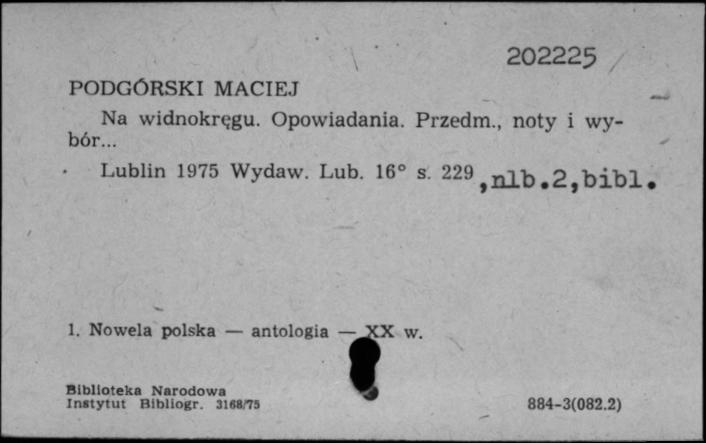 202225
PODGÓRSKI MACIEJ
Na widnokręgu. Opowiadania. Przedm., noty i wy-
bór...
Lublin 1975 Wydaw. Lub. 16° s. 229 ,nlb.2,bibl.
1. Nowela polska — antologia — XX w.
Biblioteka Narodowa
Instytut Bibliogr. 3168/75
884-3(082.2)